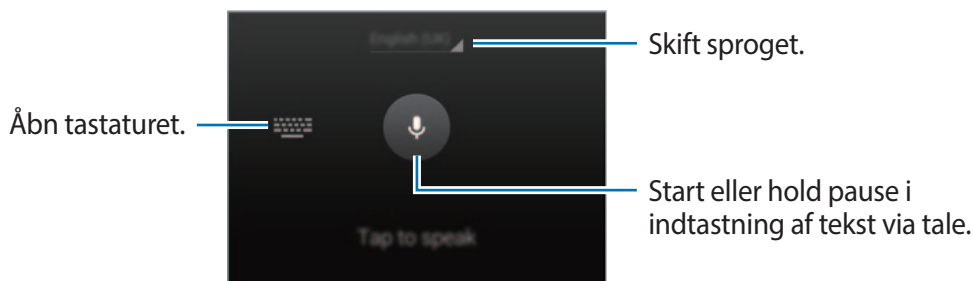 English (UK)
Skift sproget.
Åbn tastaturet.
Start eller hold pause i
indtastning af tekst via tale.
Tap to speak